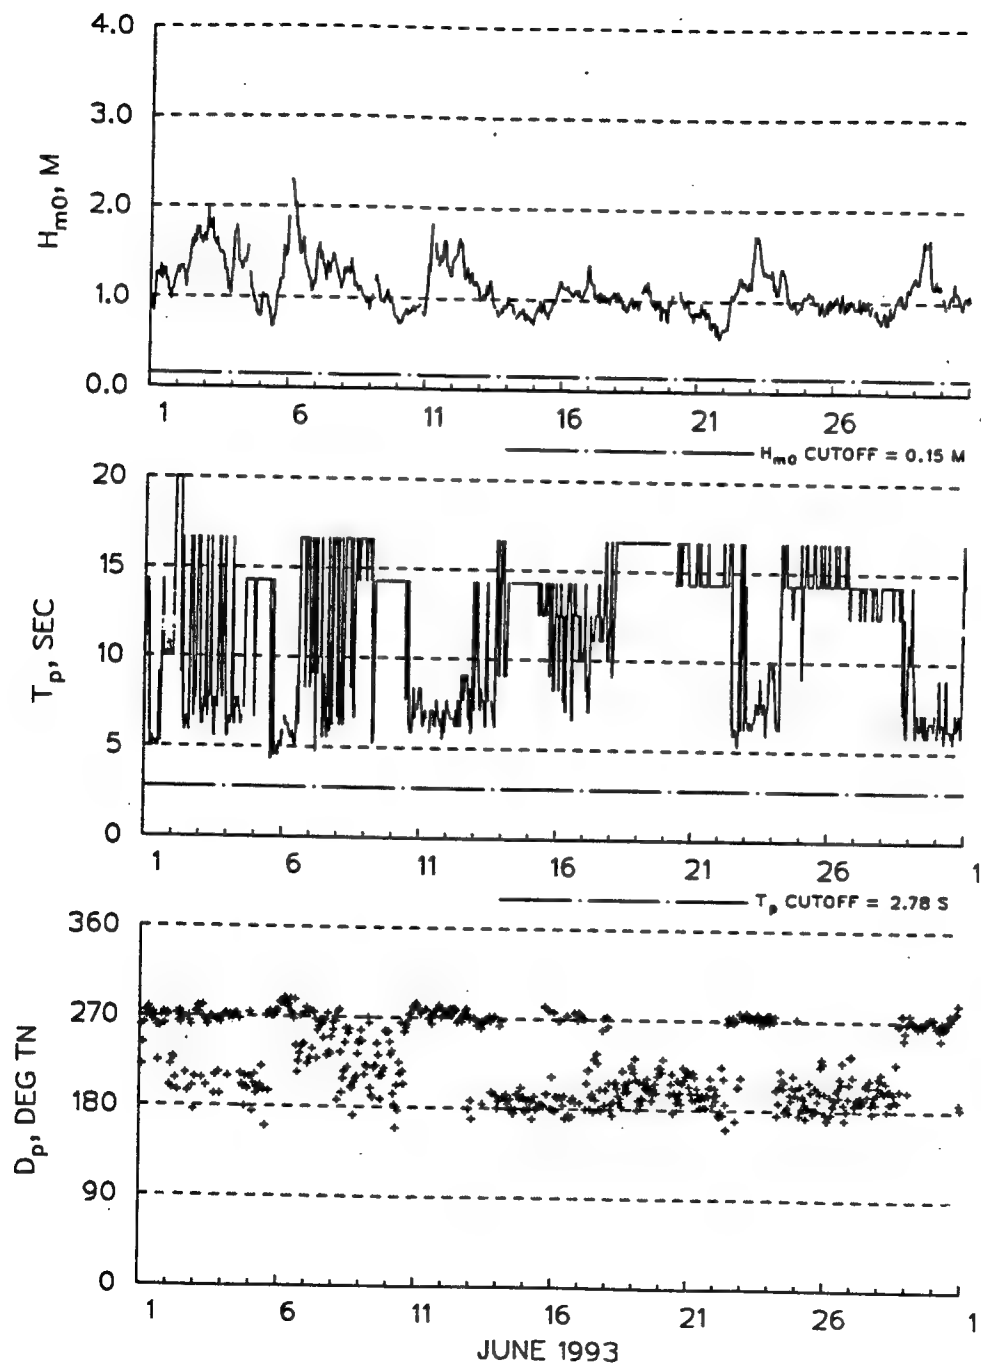 4.0
3.0
2.0
1.0
0.0
H_m0, M
1 6 11 16 21 26
H_m0 CUTOFF = 0.15 M
20
15
10
5
0
T_p, SEC
1 6 11 16 21 26 1
T_p CUTOFF = 2.78 S
360
270
180
90
0
D_p, DEG TN
1 6 11 16 21 26 1
JUNE 1993